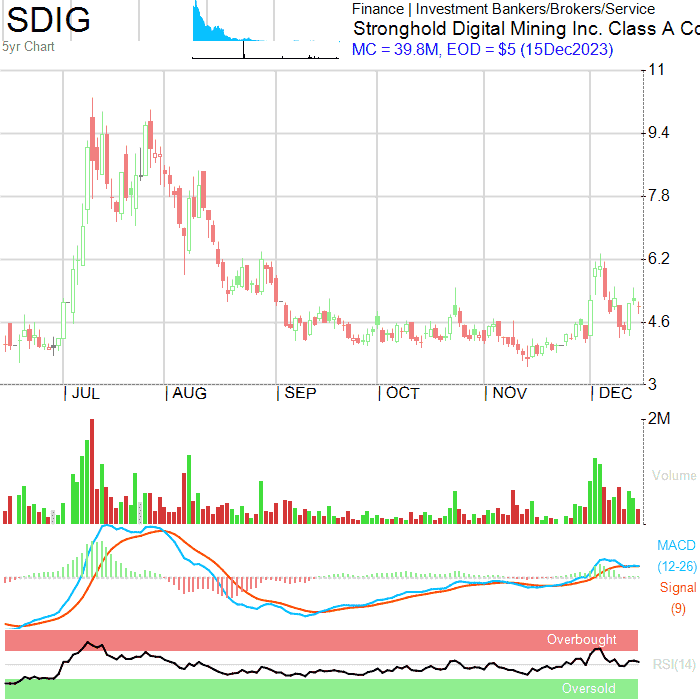 SDIG
5yr Chart
Finance | Investment Bankers/Brokers/Service
Stronghold Digital Mining Inc. Class A Co
MC = 39.8M, EOD = $5 (15Dec2023)
11
9.4
7.8
6.2
4.6
3
JUL AUG SEP OCT NOV DEC
2M
Volume
MACD
(12-26)
Signal
(9)
Overbought
RSI(14)
Oversold